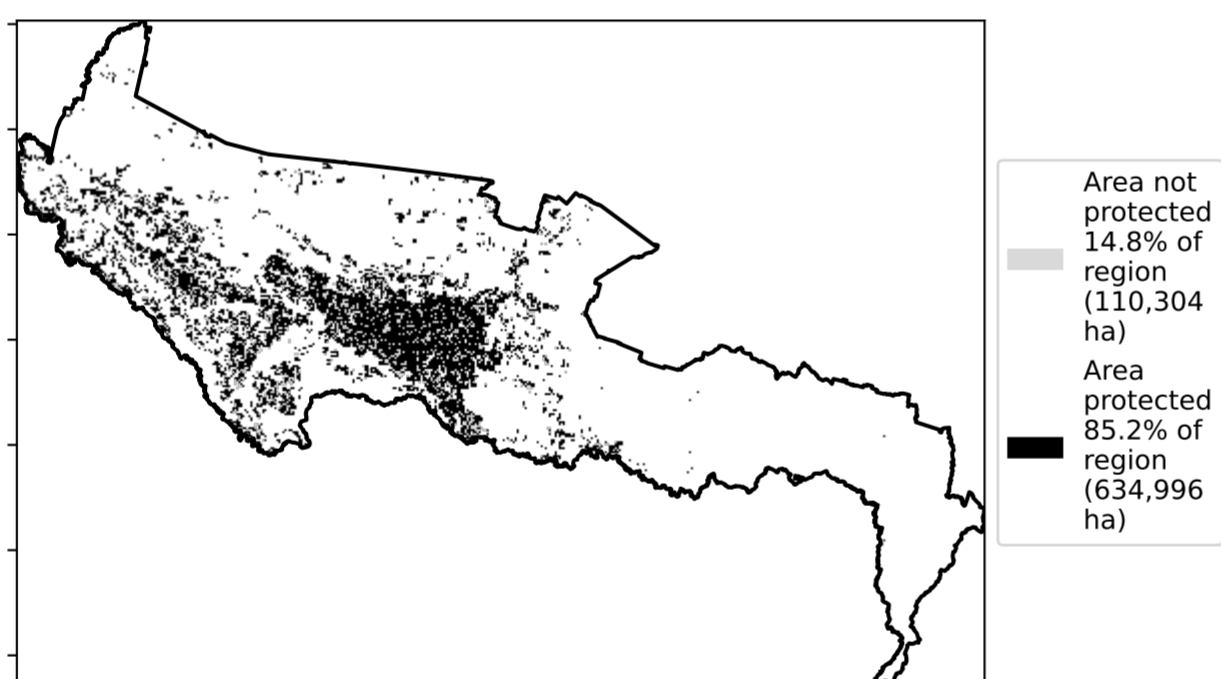 Area not
protected
14.8% of
region
(110,304
ha)
Area
protected
85.2% of
region
(634,996
ha)